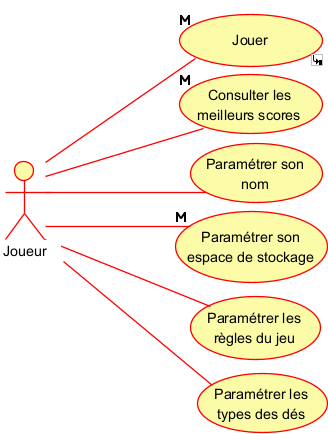 M
Jouer
M
Consulter les
meilleurs scores
Paramétrer son
nom
M
Paramétrer son
espace de stockage
Joueur
Paramétrer les
règles du jeu
Paramétrer les
types des dés